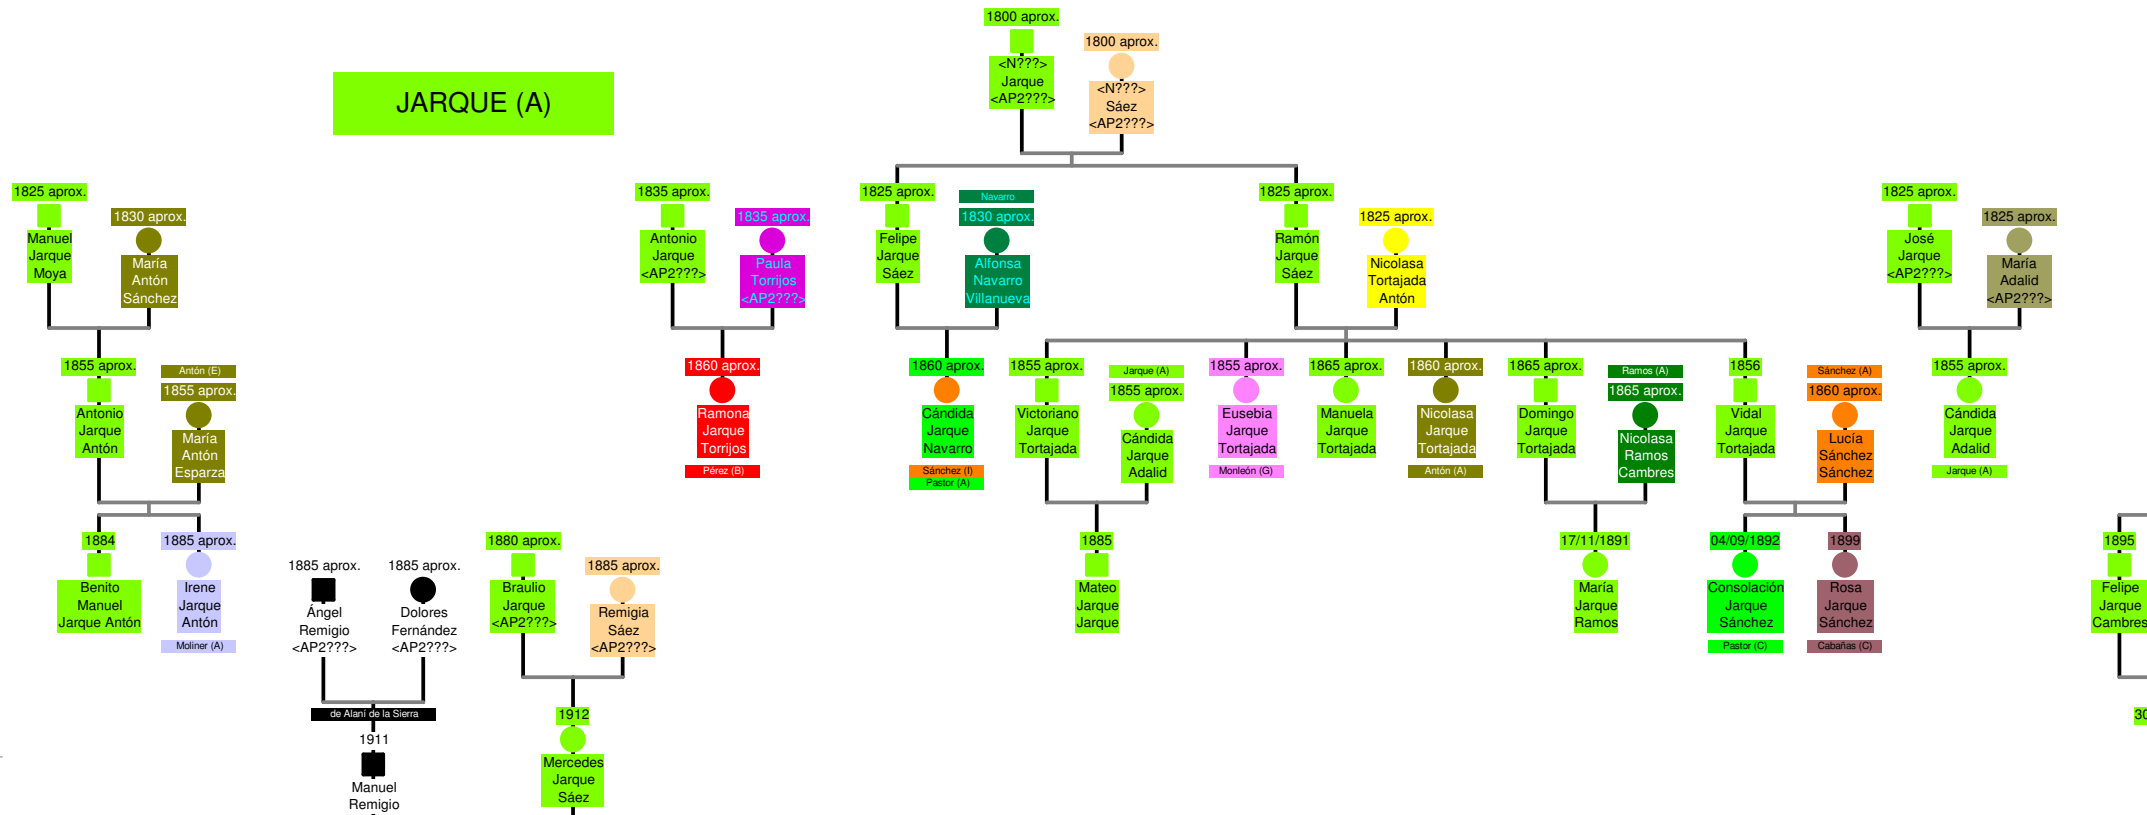 JARQUE (A)
1800 aprox.
<N???>
Jarque
<AP2???>
1800 aprox.
<N???>
Sáez
<AP2???>
1825 aprox.
Manuel
Jarque
Moya
1830 aprox.
María
Antón
Sánchez
1835 aprox.
Antonio
Jarque
<AP2???>
1835 aprox.
Paula
Torrijos
<AP2???>
1825 aprox.
Felipe
Jarque
Sáez
Navarro
1830 aprox.
Alfonsa
Navarro
Villanueva
1825 aprox.
Ramón
Jarque
Sáez
1825 aprox.
Nicolasa
Tortajada
Antón
1825 aprox.
José
Jarque
<AP2???>
1825 aprox.
María
Adalid
<AP2???>
1855 aprox.
Antonio
Jarque
Antón
Antón (E)
1855 aprox.
María
Antón
Esparza
1860 aprox.
Ramona
Jarque
Torrijos
Pérez (B)
1860 aprox.
Cándida
Jarque
Navarro
Sánchez (I)
Pastor (A)
1855 aprox.
Victoriano
Jarque
Tortajada
Jarque (A)
1855 aprox.
Cándida
Jarque
Adalid
1855 aprox.
Eusebia
Jarque
Tortajada
Monleón (G)
1865 aprox.
Manuela
Jarque
Tortajada
1860 aprox.
Nicolasa
Jarque
Tortajada
Antón (A)
1865 aprox.
Domingo
Jarque
Tortajada
Ramos (A)
1865 aprox.
Nicolasa
Ramos
Cambres
1856
Vidal
Jarque
Tortajada
Sánchez (A)
1860 aprox.
Lucía
Sánchez
Sánchez
1855 aprox.
Cándida
Jarque
Adalid
Jarque (A)
1884
Benito
Manuel
Jarque Antón
1885 aprox.
Irene
Jarque
Antón
Moliner (A)
1885 aprox.
Ángel
Remigio
<AP2???>
1885 aprox.
Dolores
Fernández
<AP2???>
de Alaní de la Sierra
1911
Manuel
Remigio
1880 aprox.
Braulio
Jarque
<AP2???>
1885 aprox.
Remigia
Sáez
<AP2???>
1912
Mercedes
Jarque
Sáez
1885
Mateo
Jarque
Jarque
17/11/1891
María
Jarque
Ramos
04/09/1892
Consolación
Jarque
Sánchez
Pastor (C)
1899
Rosa
Jarque
Sánchez
Cabañas (C)
1895
Felipe
Jarque
Cambres
30